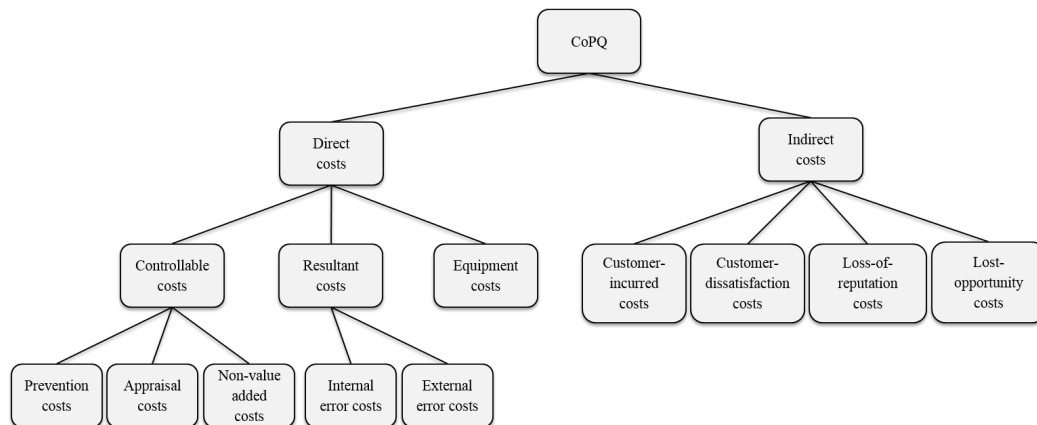 CoPQ
Direct
costs
Indirect
costs
Controllable
costs
Resultant
costs
Equipment
costs
Customer-
incurred
costs
Customer-
dissatisfaction
costs
Loss-of-
reputation
costs
Lost-
opportunity
costs
Prevention
costs
Appraisal
costs
Non-value
added
costs
Internal
error costs
External
error costs